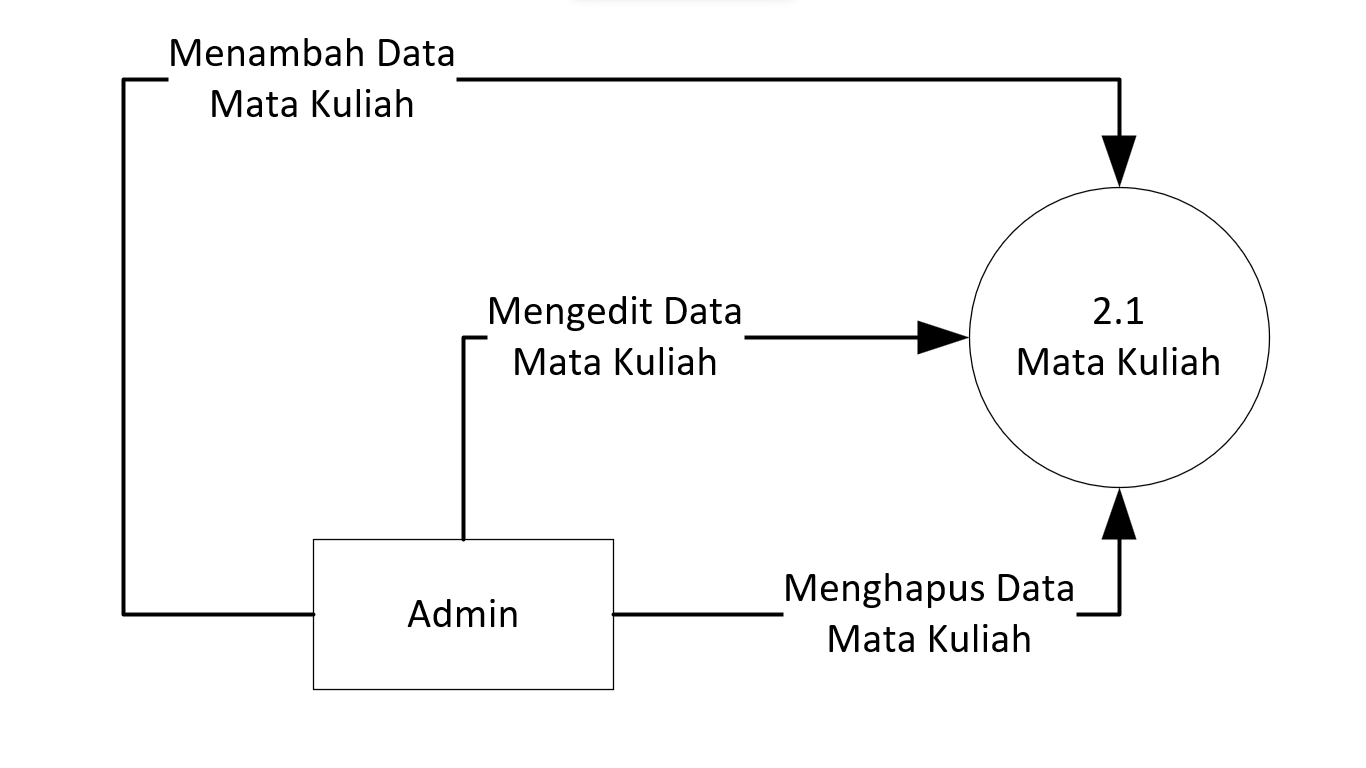 Menambah Data
Mata Kuliah
Mengedit Data
Mata Kuliah
2.1
Mata Kuliah
Admin
Menghapus Data
Mata Kuliah